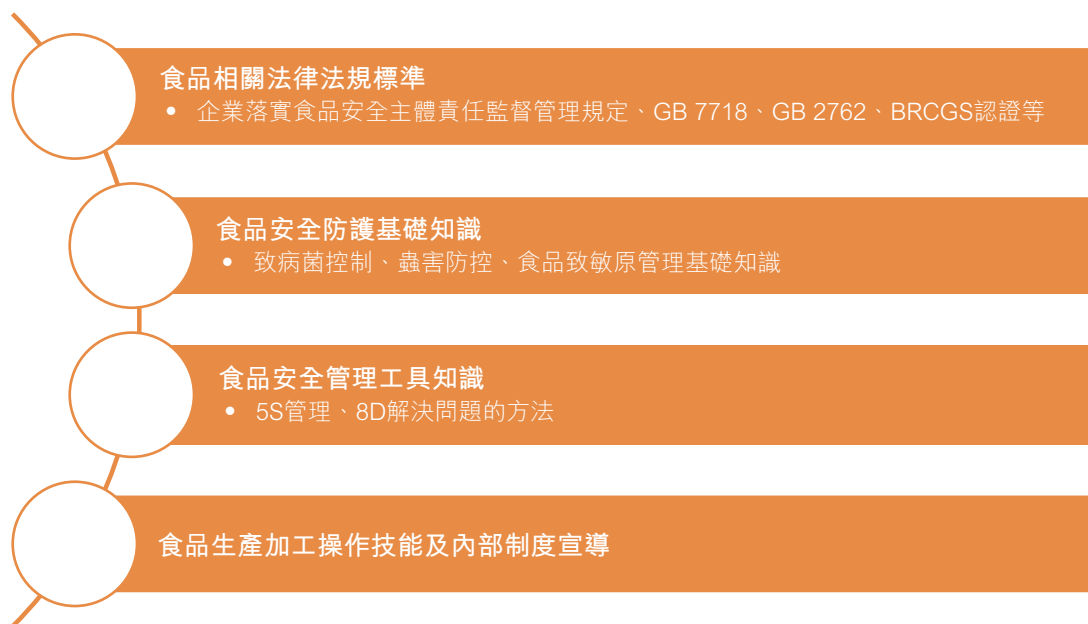 食品相關法律法規標準
• 企業落實食品安全主體責任監督管理規定、GB 7718、GB 2762、BRCGS認證等
食品安全防護基礎知識
• 致病菌控制、蟲害防控、食品致敏原管理基礎知識
食品安全管理工具知識
• 5S管理、8D解決問題的方法
食品生產加工操作技能及內部制度宣導